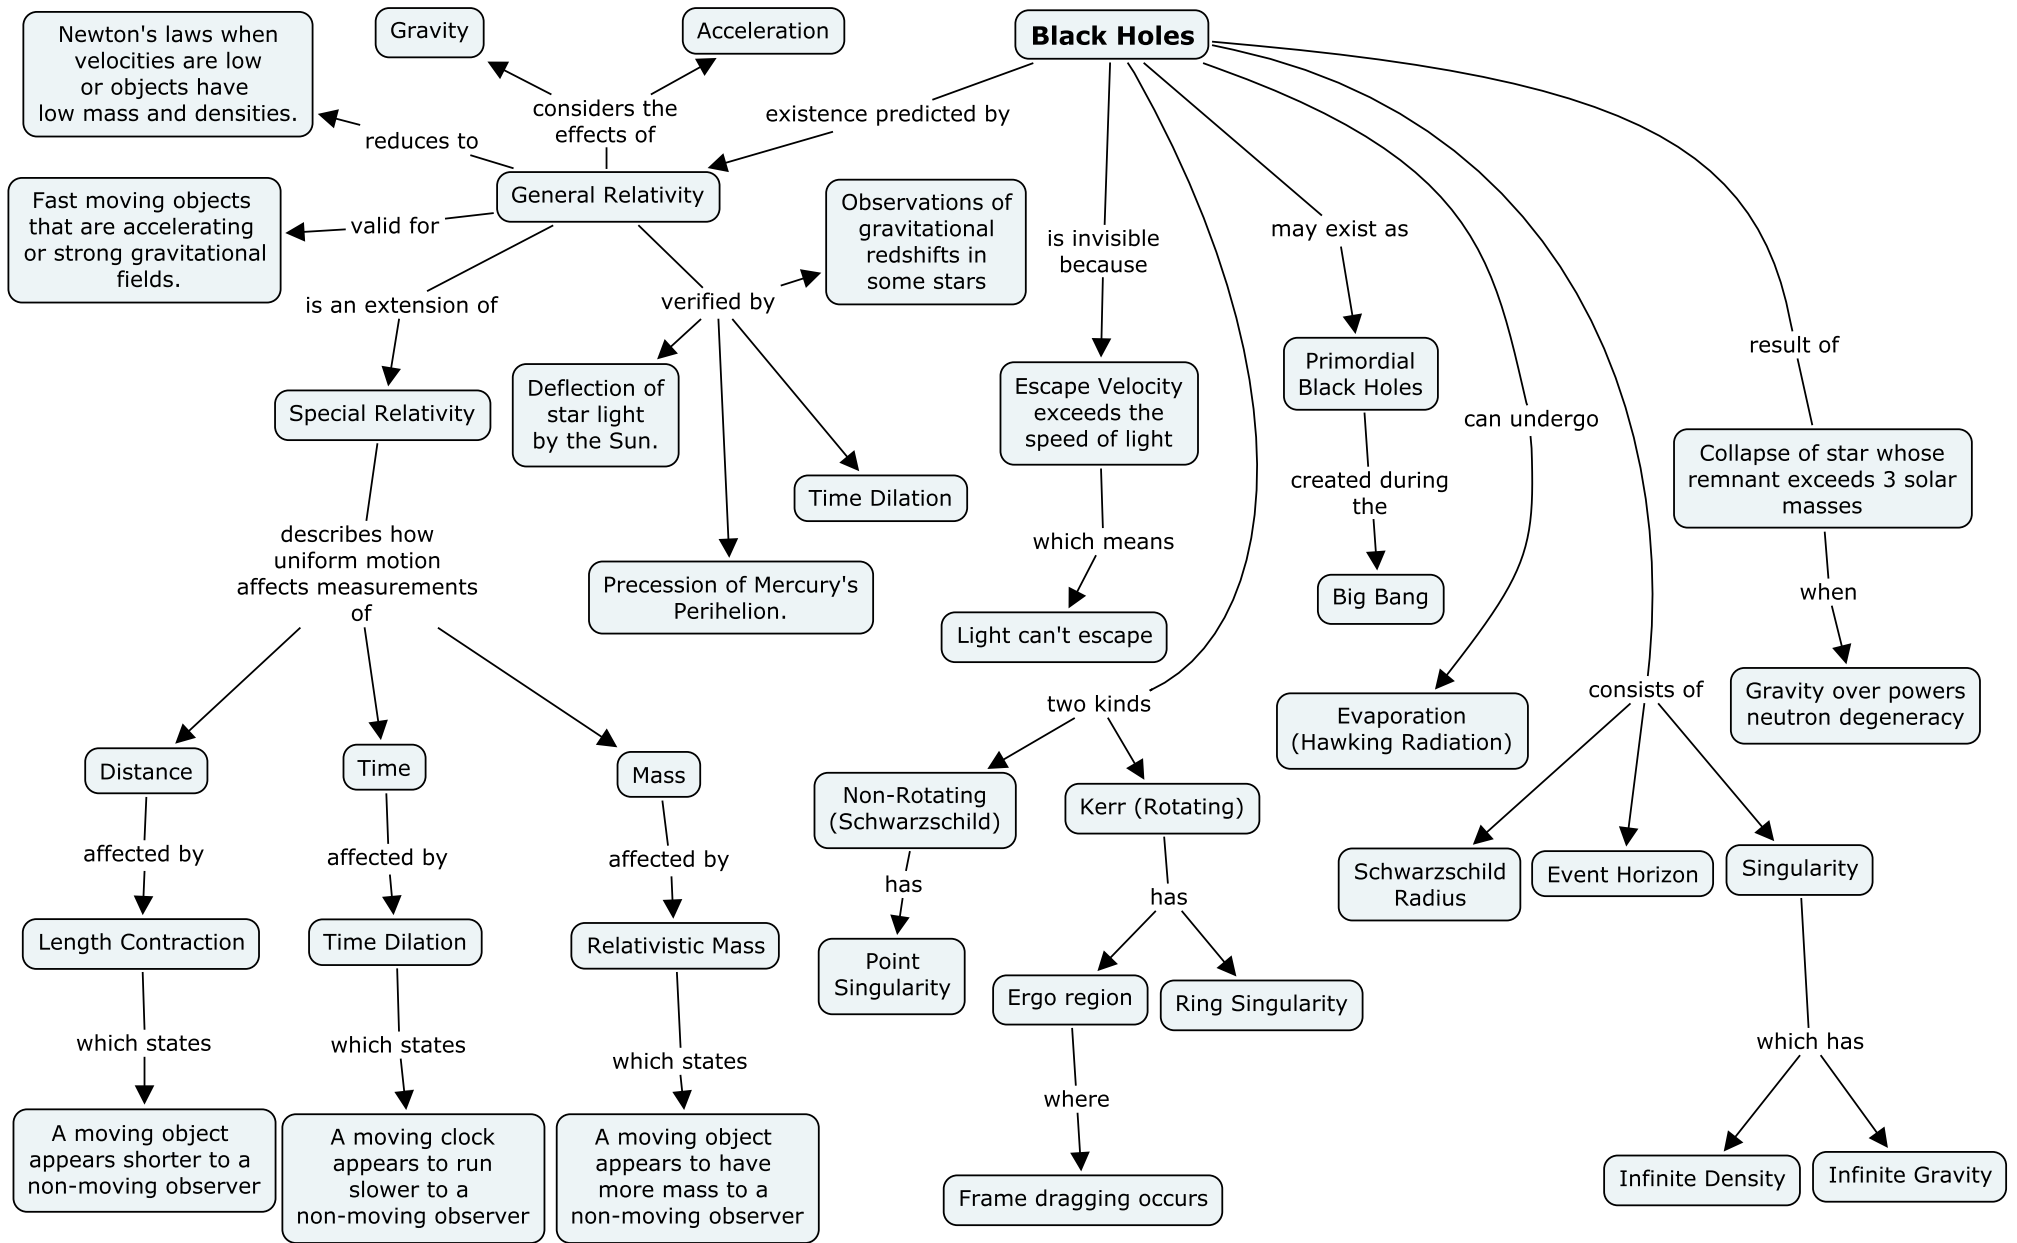 Newton's laws when
velocities are low
or objects have
low mass and densities.
Gravity
Acceleration
Black Holes
considers the
effects of
existence predicted by
reduces to
General Relativity
Fast moving objects
that are accelerating
or strong gravitational
fields.
valid for
Observations of
gravitational
redshifts in
some stars
is invisible
because
may exist as
is an extension of
verified by
result of
Special Relativity
Deflection of
star light
by the Sun.
Escape Velocity
exceeds the
speed of light
Primordial
Black Holes
can undergo
Collapse of star whose
remnant exceeds 3 solar
masses
Time Dilation
created during
the
describes how
uniform motion
affects measurements
of
Precession of Mercury's
Perihelion.
which means
Big Bang
when
Light can't escape
two kinds
Evaporation
(Hawking Radiation)
consists of
Gravity over powers
neutron degeneracy
Distance
Time
Mass
Non-Rotating
(Schwarzschild)
Kerr (Rotating)
affected by
affected by
affected by
has
has
Schwarzschild
Radius
Event Horizon
Singularity
Length Contraction
Time Dilation
Relativistic Mass
Point
Singularity
Ergo region
Ring Singularity
which states
which states
which states
where
which has
A moving object
appears shorter to a
non-moving observer
A moving clock
appears to run
slower to a
non-moving observer
A moving object
appears to have
more mass to a
non-moving observer
Frame dragging occurs
Infinite Density
Infinite Gravity